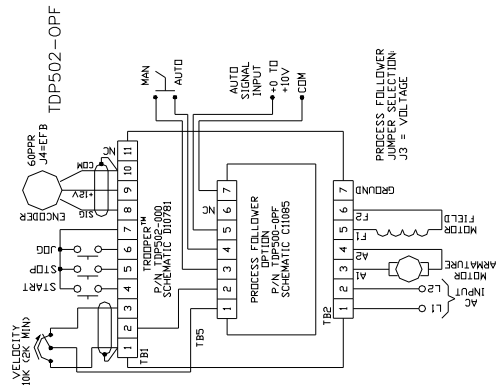 TDP502-OPF
VELOCITY
10K (2K MIN)
START
STOP
JOG
ENCODER
60PPR
J4=EFB
SIG
+12V
COM
NC
1
2
3
4
5
6
7
8
9
10
11
TB1
TROOPER™
P/N TDP502-000
SCHEMATIC D10781
MAN
AUTO
TB5
1
2
3
4
5
6
7
NC
PROCESS FOLLOWER
OPTION
P/N TDP500-0PF
SCHEMATIC C11085
AUTO
SIGNAL
INPUT
+0 TO
+10V
COM
TB2
1
2
3
4
5
6
7
L1
L2
AC
INPUT
A1
A2
MOTOR
ARMATURE
F1
F2
MOTOR
FIELD
GROUND
PROCESS FOLLOWER
JUMPER SELECTION:
J3 = VOLTAGE